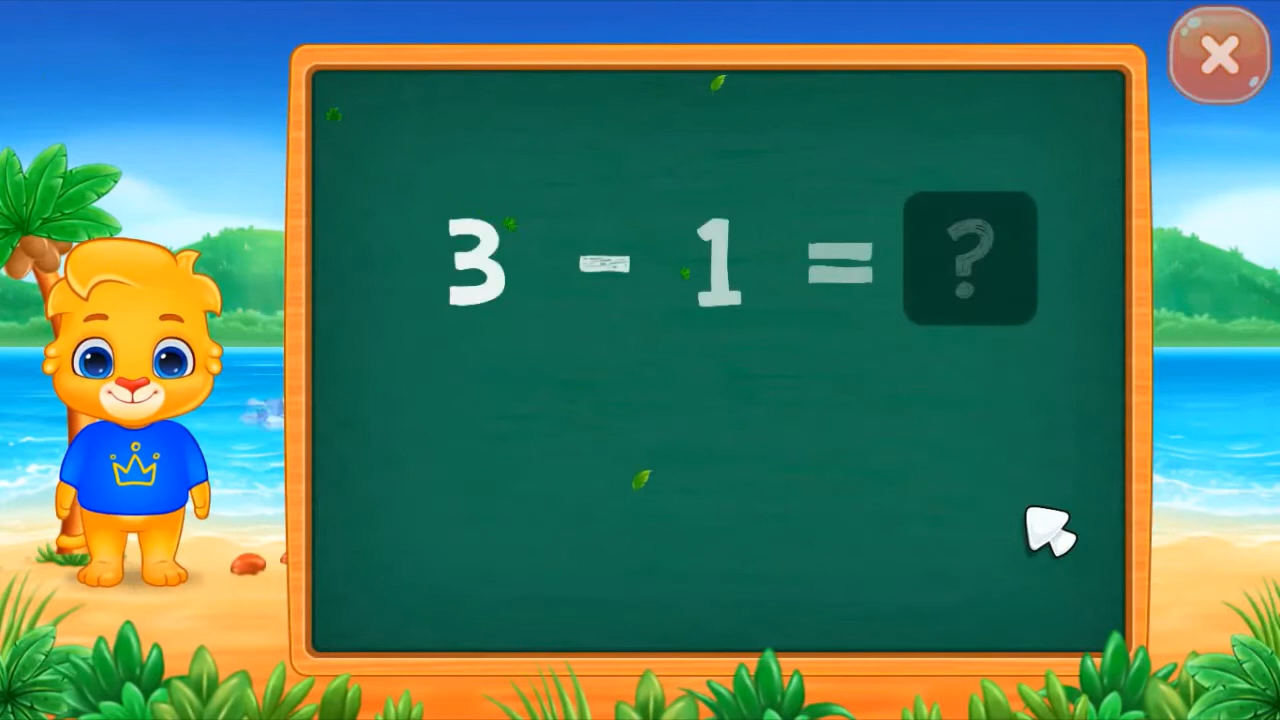 3 - 1 = ?